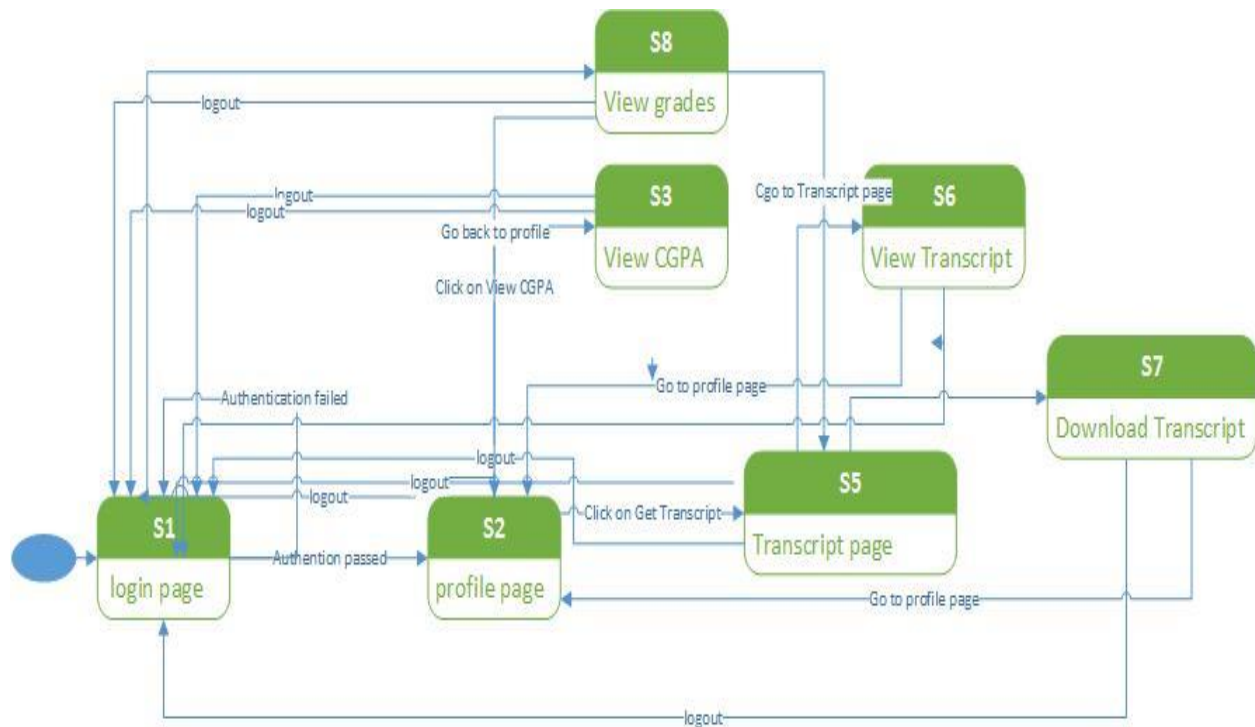 S8
View grades
logout
S3
View CGPA
lngout
logout
Go back to profile
Click on View CGPA
Cgo to Transcript page
S6
View Transcript
S7
Download Transcript
Go to profile page
Authentication failed
logout
logout
logout
S1
login page
Authention passed
S2
profile page
Click on Get Transcript
S5
Transcript page
Go to profile page
logout